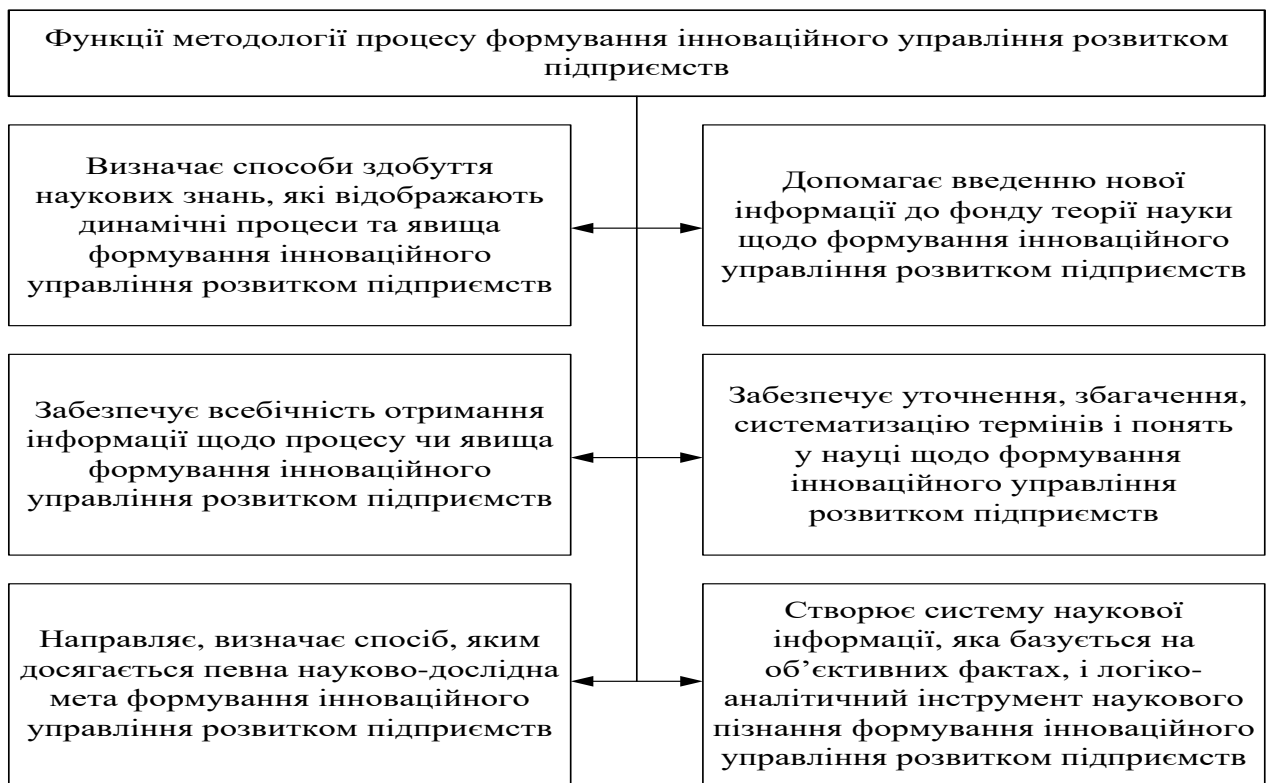 Функції методології процесу формування інноваційного управління розвитком
підприємств
Визначає способи здобуття
наукових знань, які відображають
динамічні процеси та явища
формування інноваційного
управління розвитком підприємств
Допомагає введенню нової
інформації до фонду теорії науки
щодо формування інноваційного
управління розвитком підприємств
Забезпечує всебічність отримання
інформації щодо процесу чи явища
формування інноваційного
управління розвитком підприємств
Забезпечує уточнення, збагачення,
систематизацію термінів і понять
у науці щодо формування
інноваційного управління
розвитком підприємств
Направляє, визначає спосіб, яким
досягається певна науково-дослідна
мета формування інноваційного
управління розвитком підприємств
Створює систему наукової
інформації, яка базується на
об’єктивних фактах, і логіко-
аналітичний інструмент наукового
пізнання формування інноваційного
управління розвитком підприємств